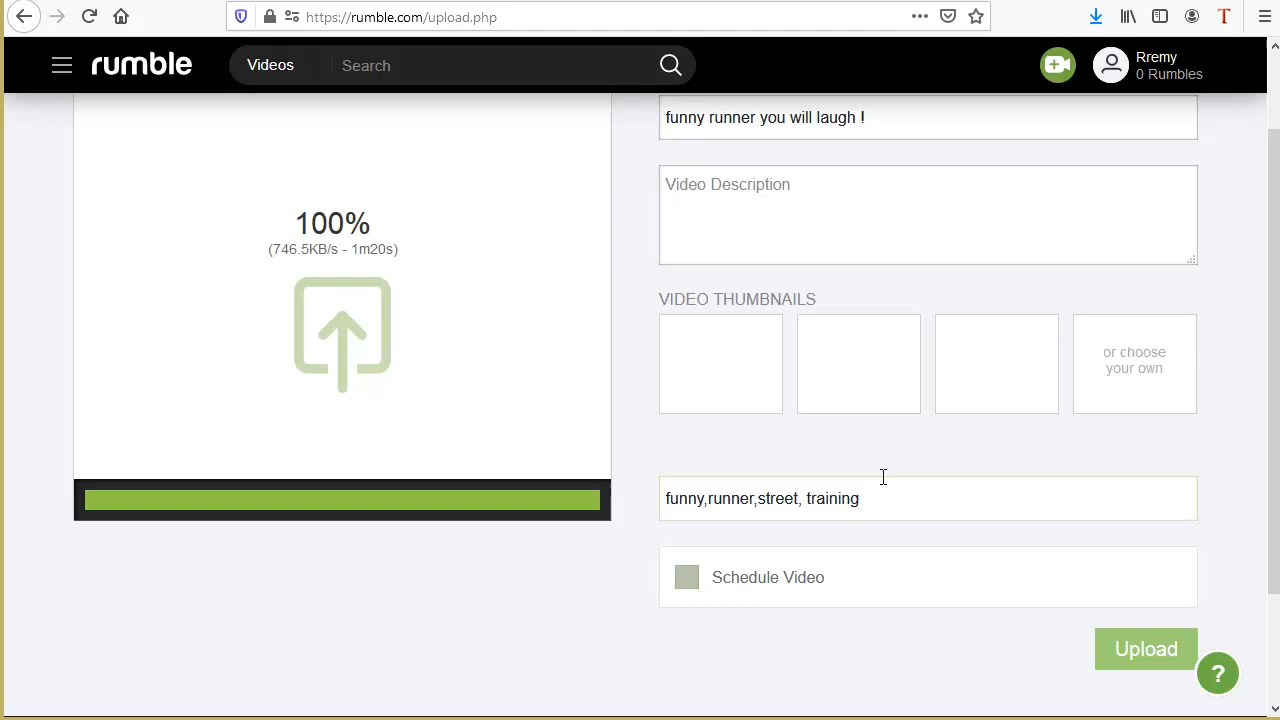 https://rumble.com/upload.php
T
rumble
Videos
Search
Rremy
0 Rumbles
funny runner you will laugh !
Video Description
100%
(746.5KB/s - 1m20s)
VIDEO THUMBNAILS
or choose
your own
funny,runner,street, training
Schedule Video
Upload
?